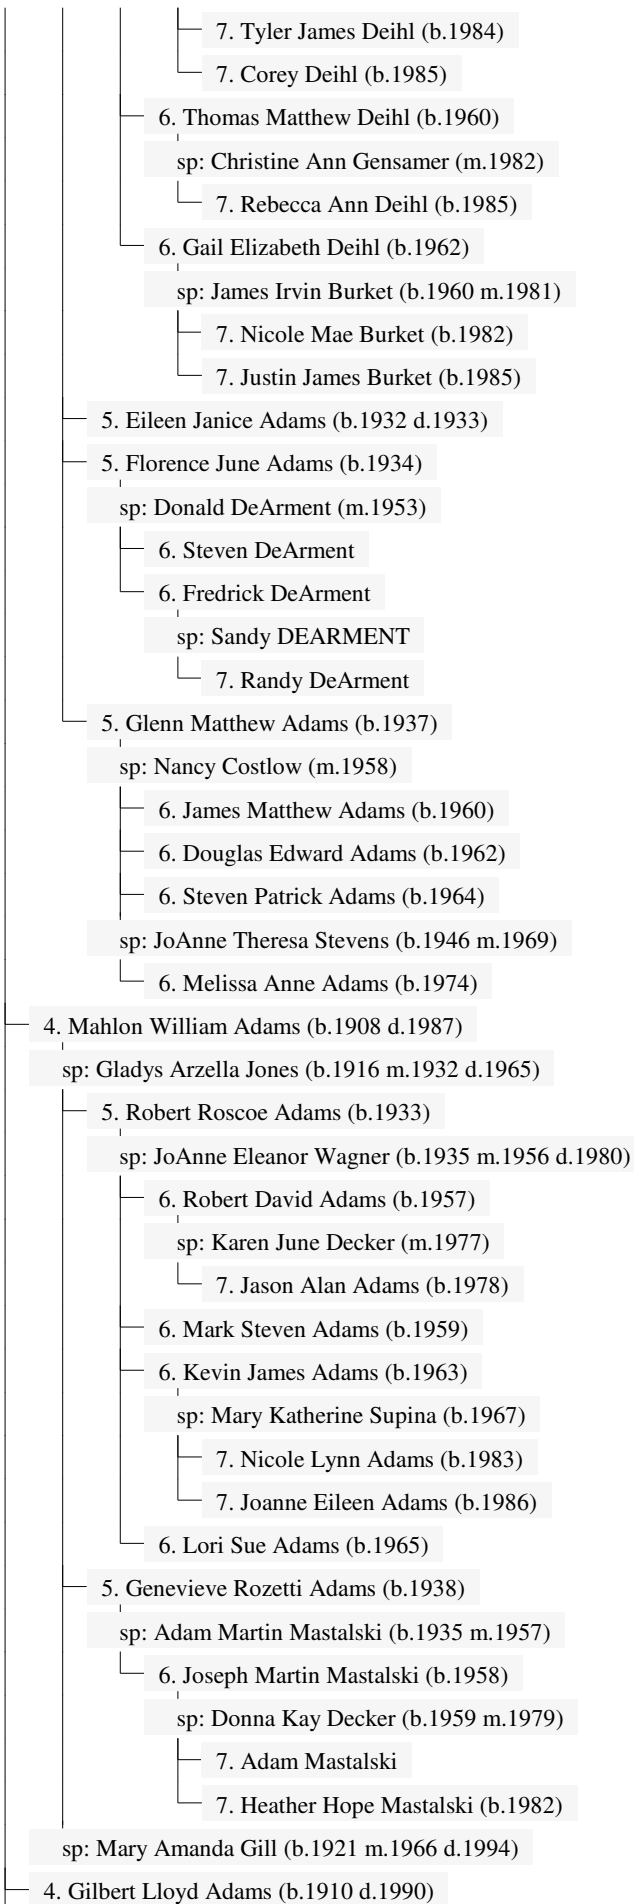 7. Tyler James Deihl (b.1984)
7. Corey Deihl (b.1985)
6. Thomas Matthew Deihl (b.1960)
sp: Christine Ann Gensamer (m.1982)
7. Rebecca Ann Deihl (b.1985)
6. Gail Elizabeth Deihl (b.1962)
sp: James Irvin Burket (b.1960 m.1981)
7. Nicole Mae Burket (b.1982)
7. Justin James Burket (b.1985)
5. Eileen Janice Adams (b.1932 d.1933)
5. Florence June Adams (b.1934)
sp: Donald DeArment (m.1953)
6. Steven DeArment
6. Fredrick DeArment
sp: Sandy DEARMENT
7. Randy DeArment
5. Glenn Matthew Adams (b.1937)
sp: Nancy Costlow (m.1958)
6. James Matthew Adams (b.1960)
6. Douglas Edward Adams (b.1962)
6. Steven Patrick Adams (b.1964)
sp: JoAnne Theresa Stevens (b.1946 m.1969)
6. Melissa Anne Adams (b.1974)
4. Mahlon William Adams (b.1908 d.1987)
sp: Gladys Arzella Jones (b.1916 m.1932 d.1965)
5. Robert Roscoe Adams (b.1933)
sp: JoAnne Eleanor Wagner (b.1935 m.1956 d.1980)
6. Robert David Adams (b.1957)
sp: Karen June Decker (m.1977)
7. Jason Alan Adams (b.1978)
6. Mark Steven Adams (b.1959)
6. Kevin James Adams (b.1963)
sp: Mary Katherine Supina (b.1967)
7. Nicole Lynn Adams (b.1983)
7. Joanne Eileen Adams (b.1986)
6. Lori Sue Adams (b.1965)
5. Genevieve Rozetti Adams (b.1938)
sp: Adam Martin Mastalski (b.1935 m.1957)
6. Joseph Martin Mastalski (b.1958)
sp: Donna Kay Decker (b.1959 m.1979)
7. Adam Mastalski
7. Heather Hope Mastalski (b.1982)
sp: Mary Amanda Gill (b.1921 m.1966 d.1994)
4. Gilbert Lloyd Adams (b.1910 d.1990)